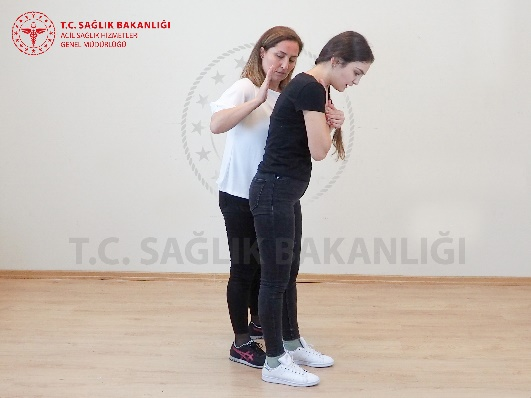 T.C. SAĞLIK BAKANLIĞI
ACİL SAĞLIK HİZMETLERİ
GENEL MÜDÜRLÜĞÜ
T.C. SAĞLIK BAKANLIĞI